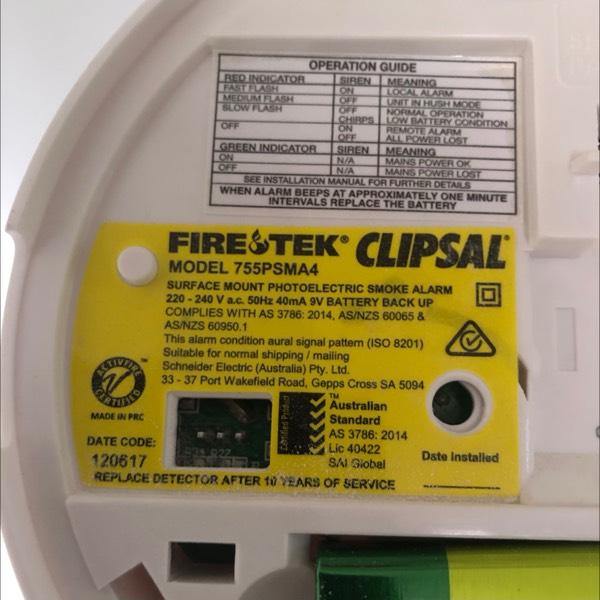 OPERATION GUIDE
RED INDICATOR SIREN MEANING
FAST FLASH ON LOCAL ALARM
MEDIUM FLASH OFF UNIT IN HUSH MODE
SLOW FLASH OFF NORMAL OPERATION
CHIRPS LOW BATTERY CONDITION
OFF ON REMOTE ALARM
OFF ALL POWER LOST
GREEN INDICATOR SIREN MEANING
ON N/A MAINS POWER OK
OFF N/A MAINS POWER LOST
SEE INSTALLATION MANUAL FOR FURTHER DETAILS
WHEN ALARM BEEPS AT APPROXIMATELY ONE MINUTE
INTERVALS REPLACE THE BATTERY
FIRETEK® CLIPSAL®
MODEL 755PSMA4
SURFACE MOUNT PHOTOELECTRIC SMOKE ALARM
220 - 240 V a.c. 50Hz 40mA 9V BATTERY BACK UP
COMPLIES WITH AS 3786: 2014, AS/NZS 60065 &
AS/NZS 60950.1
This alarm condition aural signal pattern (ISO 8201)
Suitable for normal shipping / mailing
Schneider Electric (Australia) Pty. Ltd.
33 - 37 Port Wakefield Road, Gepps Cross SA 5094
ACTIVFIRE
CERTIFIED
™
MADE IN PRC
DATE CODE:
120617
Certified Product
™
Australian
Standard
AS 3786: 2014
Lic 40422
SAI Global
Date installed
REPLACE DETECTOR AFTER 10 YEARS OF SERVICE